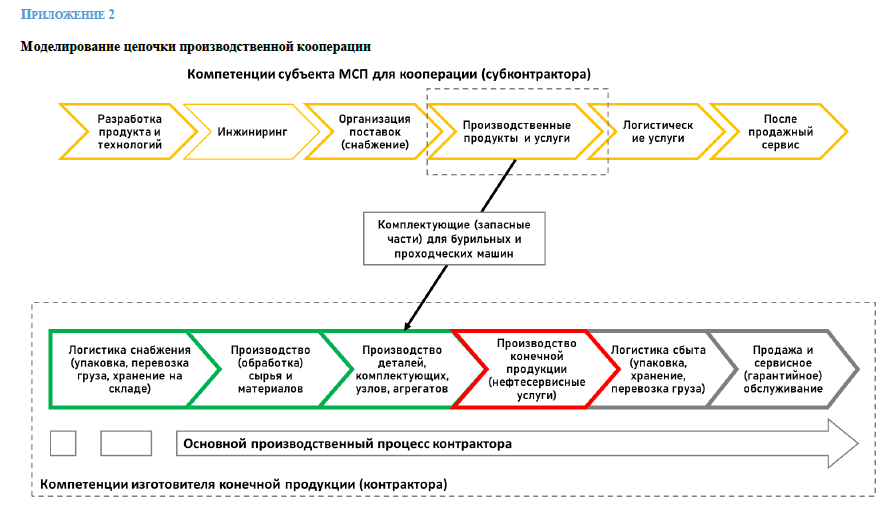 ПРИЛОЖЕНИЕ 2
Моделирование цепочки производственной кооперации
Компетенции субъекта МСП для кооперации (субконтрактора)
Разработка
продукта и
технологий
Инжиниринг
Организация
поставок
(снабжение)
Производственные
продукты и услуги
Логистическ
ие услуги
После
продажный
сервис
Комплектующие (запасные
части) для бурильных и
проходческих машин
Логистика снабжения
(упаковка, перевозка
груза, хранение на
складе)
Производство
(обработка)
сырья и
материалов
Производство
деталей,
комплектующих,
узлов, агрегатов
Производство
конечной
продукции
(нефтесервисные
услуги)
Логистика сбыта
(упаковка,
хранение,
перевозка груза)
Продажа и
сервисное
(гарантийное)
обслуживание
Основной производственный процесс контрактора
Компетенции изготовителя конечной продукции (контрактора)